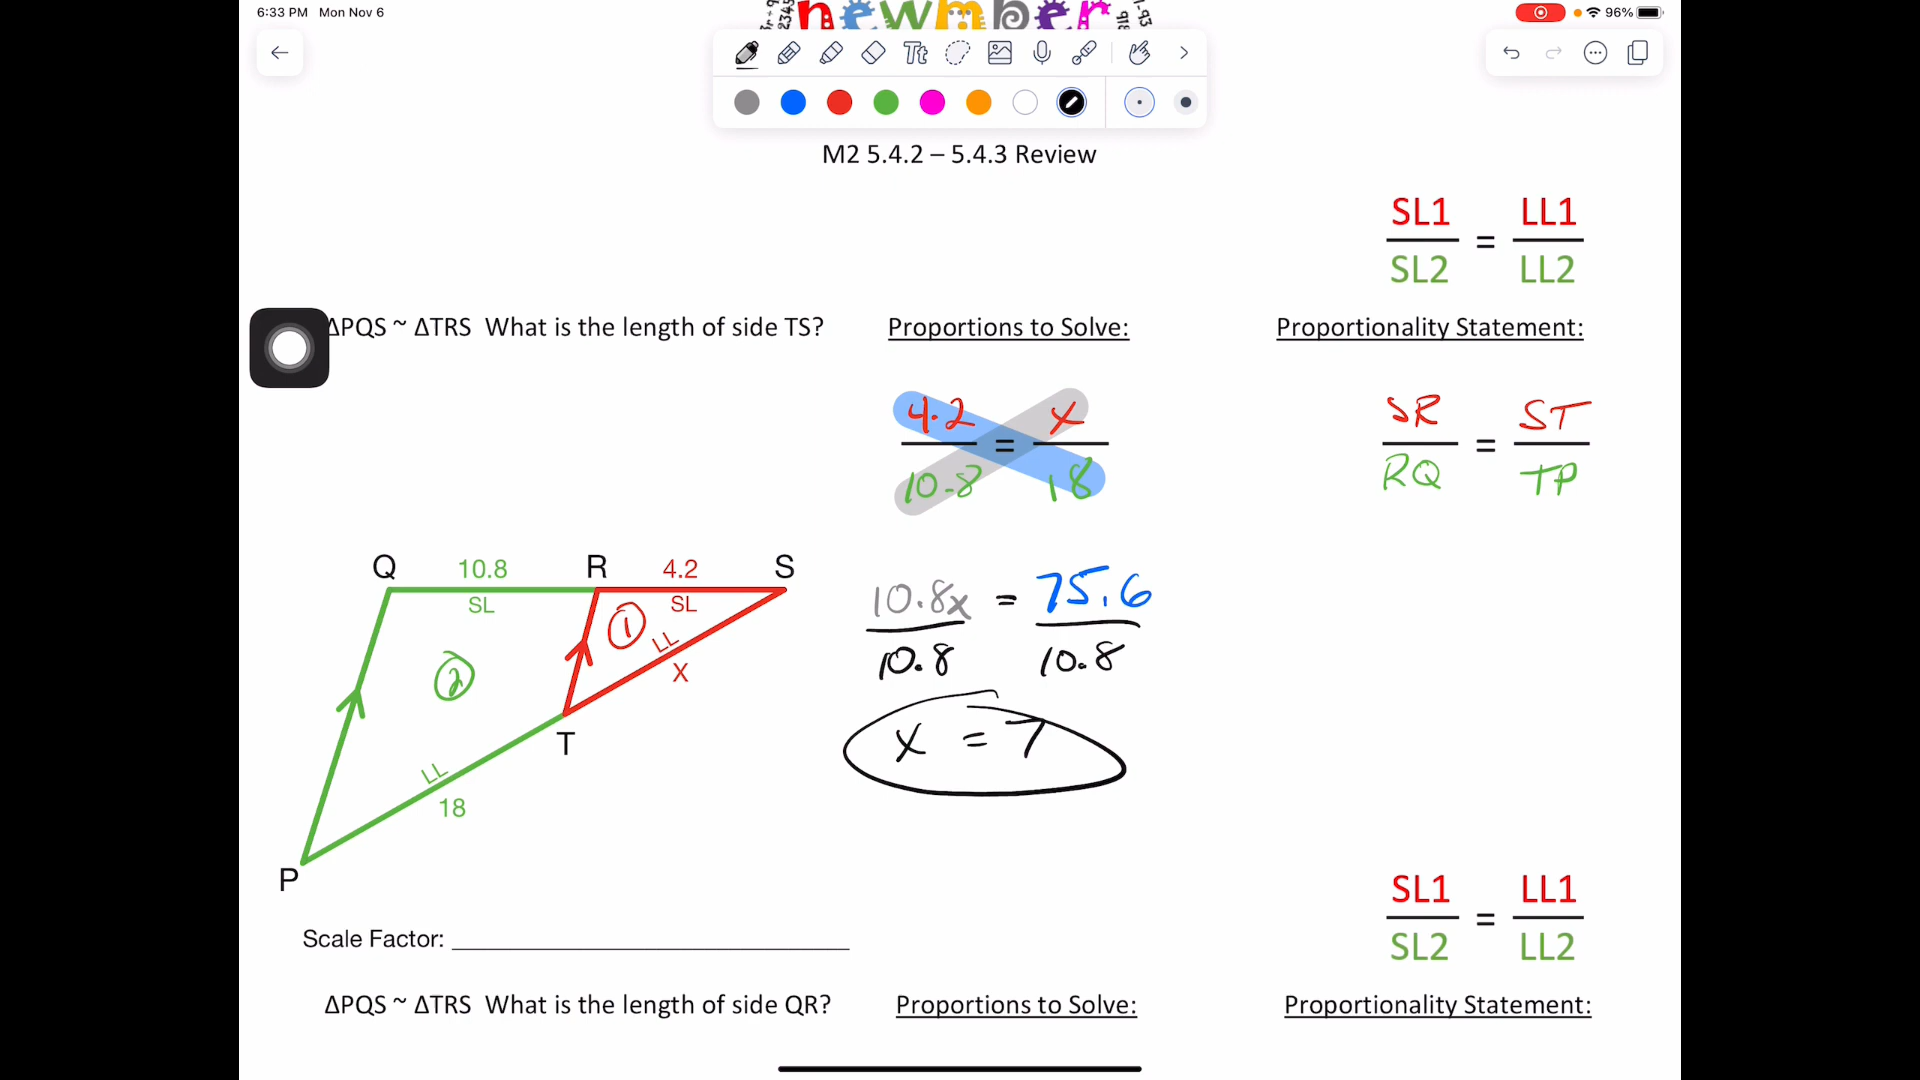 6:33 PM Mon Nov 6
96%
newmber
Tt
M2 5.4.2 – 5.4.3 Review
SL1 = LL1
SL2 LL2
ΔPQS ~ ΔTRS What is the length of side TS? Proportions to Solve: Proportionality Statement:
4.2 = x
10.8 18
SR = ST
RQ TP
Q 10.8 R 4.2 S
SL SL
1
LL
X
2
T
LL
18
P
10.8x = 75.6
10.8 10.8
x = 7
SL1 = LL1
SL2 LL2
Scale Factor: ______________________________
ΔPQS ~ ΔTRS What is the length of side QR? Proportions to Solve: Proportionality Statement: